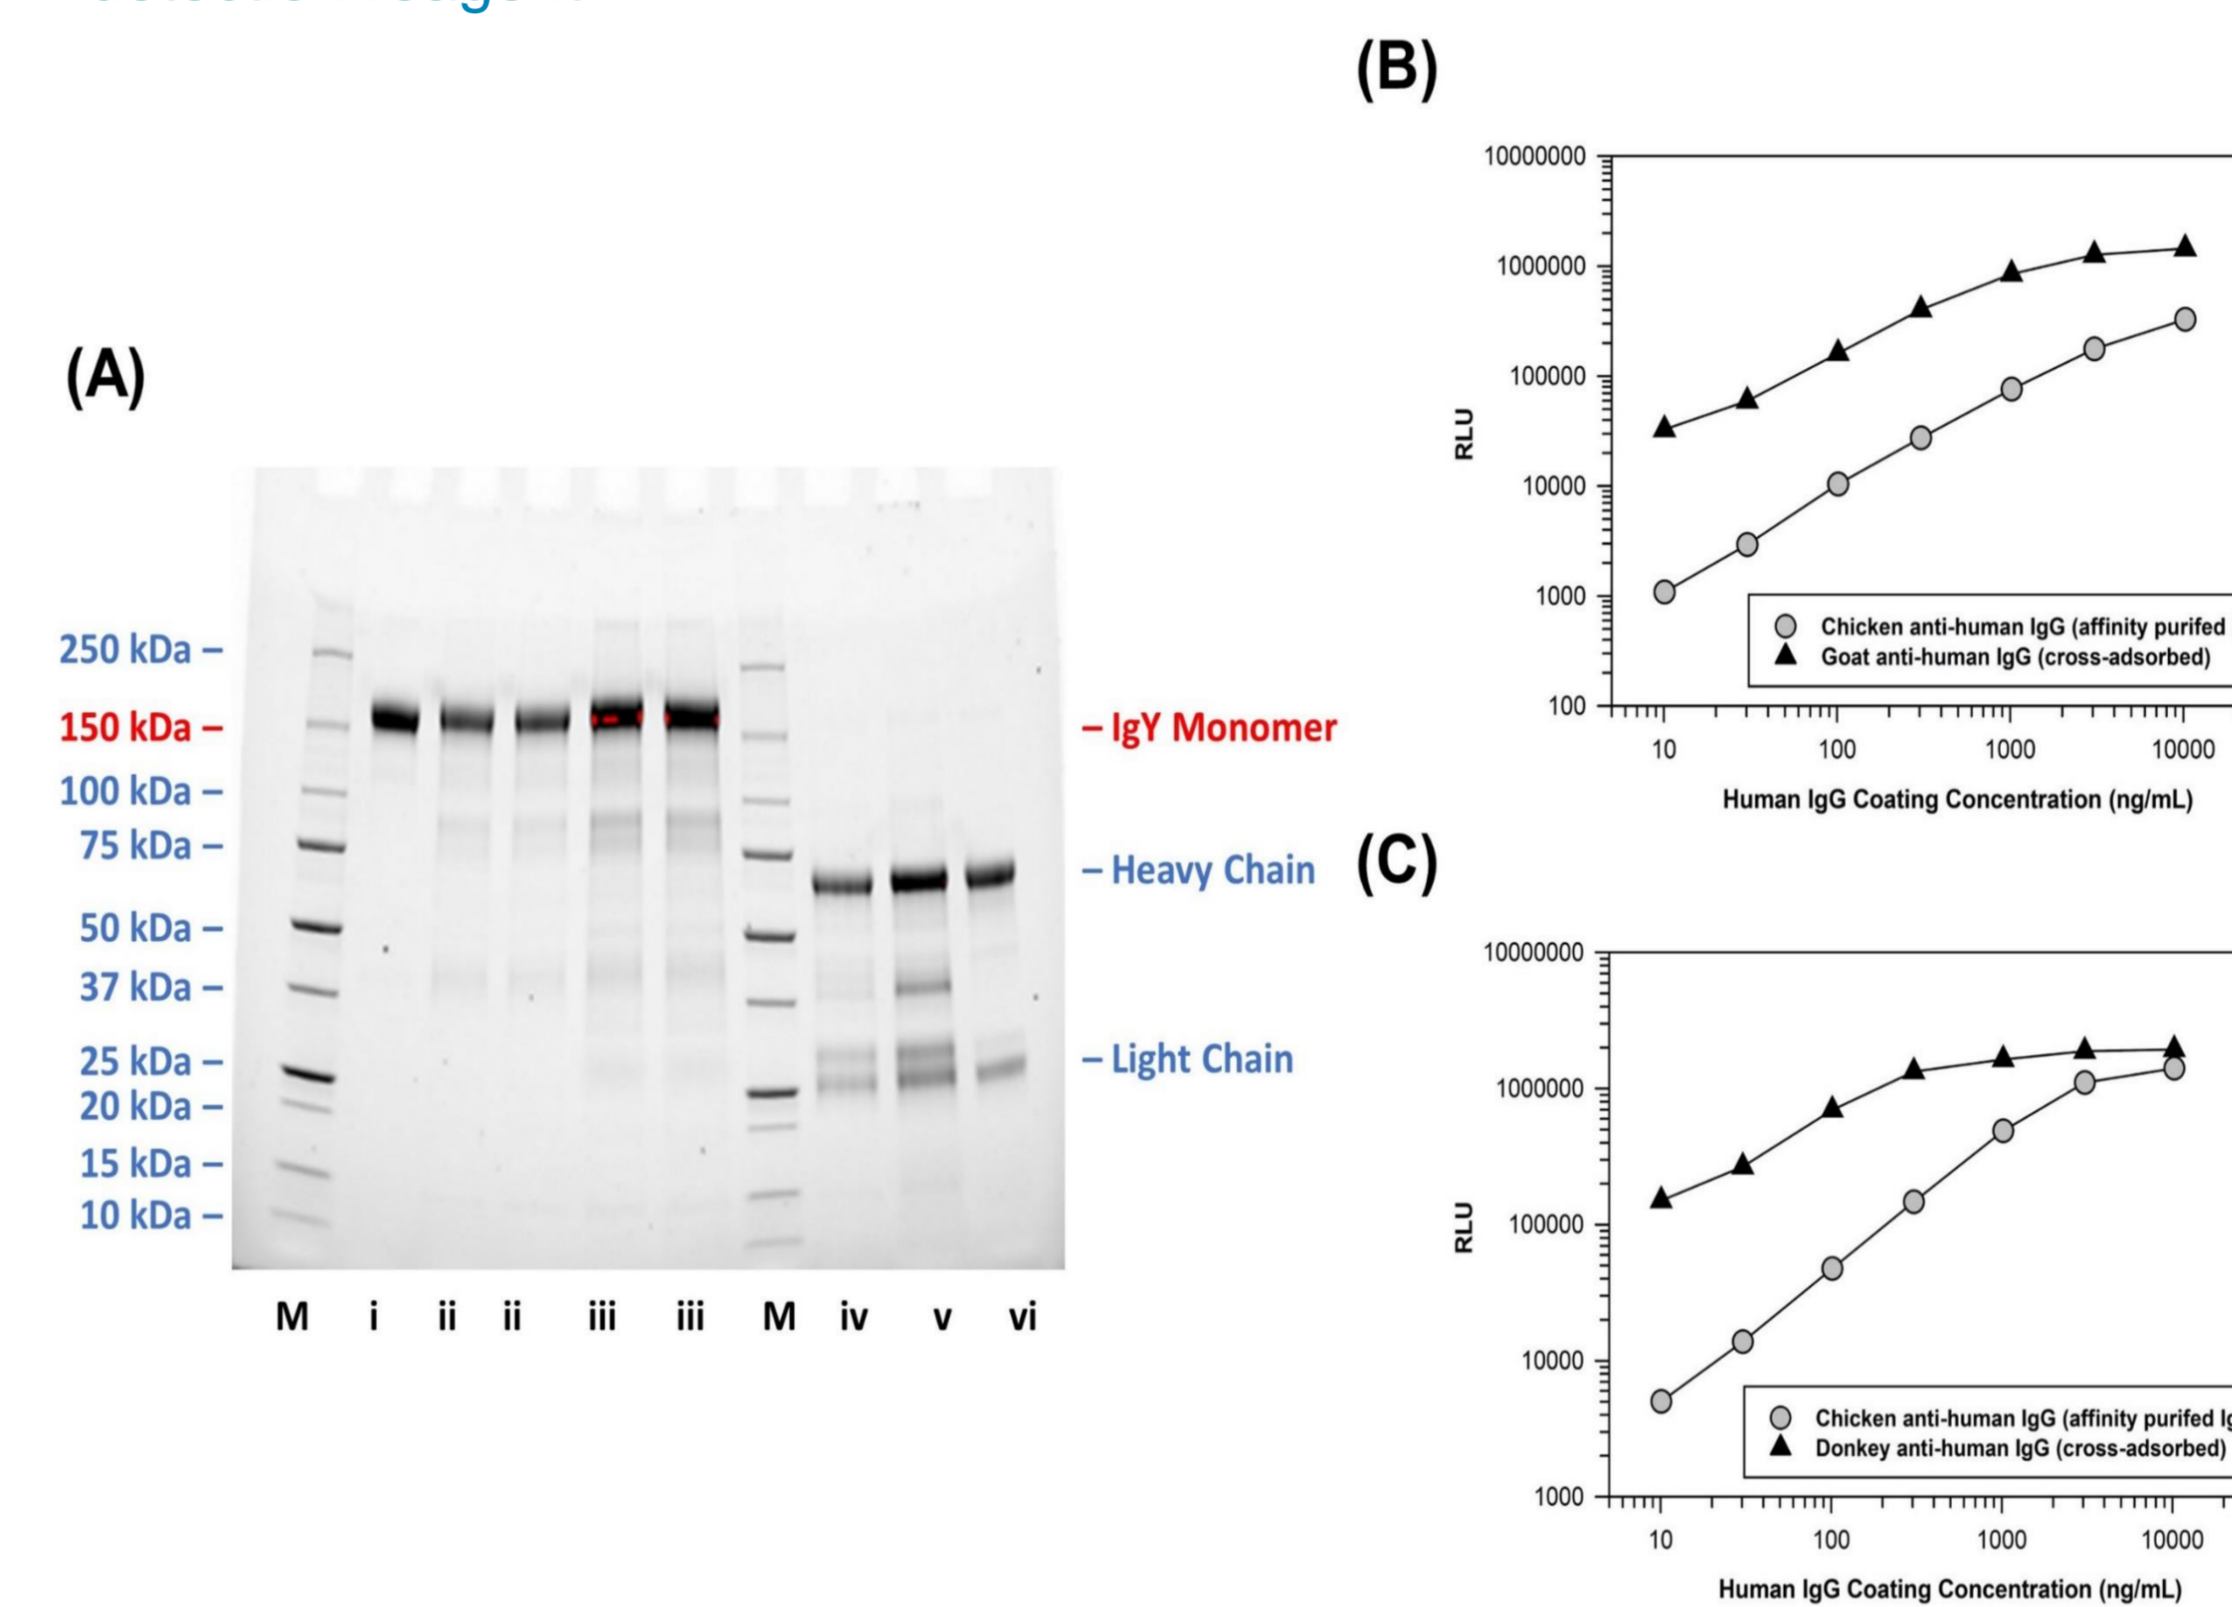 (A)
250 kDa –
150 kDa –
100 kDa –
75 kDa –
50 kDa –
37 kDa –
25 kDa –
20 kDa –
15 kDa –
10 kDa –
– IgY Monomer
– Heavy Chain
– Light Chain
M i ii ii iii iii M iv v vi
(B)
10000000
1000000
100000
10000
1000
100
RLU
Chicken anti-human IgG (affinity purifed
Goat anti-human IgG (cross-adsorbed)
10 100 1000 10000
Human IgG Coating Concentration (ng/mL)
(C)
10000000
1000000
100000
10000
1000
RLU
Chicken anti-human IgG (affinity purifed
Donkey anti-human IgG (cross-adsorbed)
10 100 1000 10000
Human IgG Coating Concentration (ng/mL)